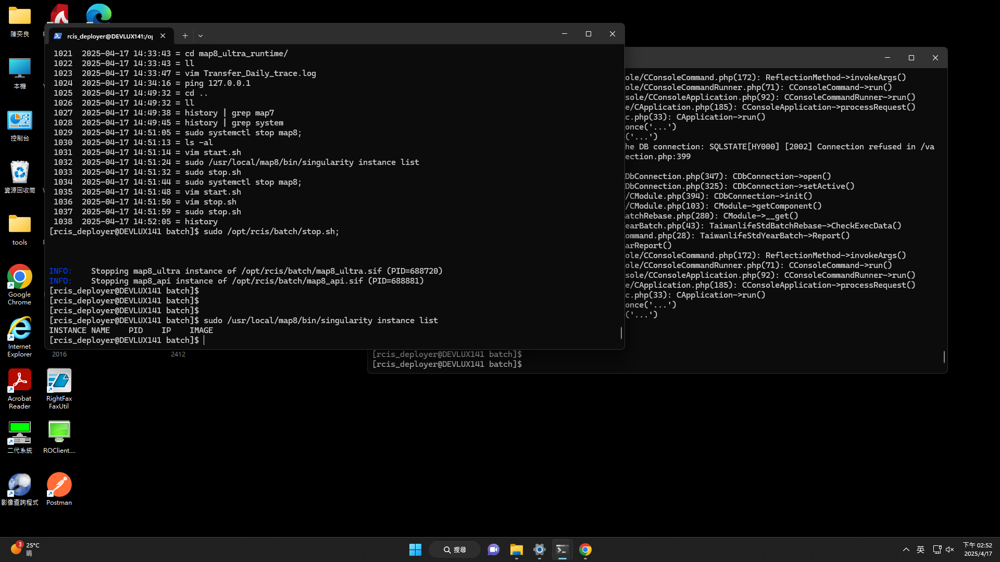 陳奕良
本機
控制台
資源回收筒
tools
Google
Chrome
Internet
Explorer
2016
2412
Acrobat
Reader
RightFax
FaxUtil
二代系統
ROClient....
影像查詢程式
Postman
rcis_deployer@DEVLUX141:/op
1021  2025-04-17 14:33:43 = cd map8_ultra_runtime/
1022  2025-04-17 14:33:43 = ll
1023  2025-04-17 14:33:47 = vim Transfer_Daily_trace.log
1024  2025-04-17 14:34:16 = ping 127.0.0.1
1025  2025-04-17 14:49:32 = cd ..
1026  2025-04-17 14:49:32 = ll
1027  2025-04-17 14:49:38 = history | grep map7
1028  2025-04-17 14:49:45 = history | grep system
1029  2025-04-17 14:51:05 = sudo systemctl stop map8;
1030  2025-04-17 14:51:13 = ls -al
1031  2025-04-17 14:51:14 = vim start.sh
1032  2025-04-17 14:51:24 = sudo /usr/local/map8/bin/singularity instance list
1033  2025-04-17 14:51:32 = sudo stop.sh
1034  2025-04-17 14:51:44 = sudo systemctl stop map8;
1035  2025-04-17 14:51:48 = vim start.sh
1036  2025-04-17 14:51:50 = vim stop.sh
1037  2025-04-17 14:51:59 = sudo stop.sh
1038  2025-04-17 14:52:05 = history
[rcis_deployer@DEVLUX141 batch]$ sudo /opt/rcis/batch/stop.sh;
INFO:    Stopping map8_ultra instance of /opt/rcis/batch/map8_ultra.sif (PID=688720)
INFO:    Stopping map8_api instance of /opt/rcis/batch/map8_api.sif (PID=688881)
[rcis_deployer@DEVLUX141 batch]$
[rcis_deployer@DEVLUX141 batch]$
[rcis_deployer@DEVLUX141 batch]$
[rcis_deployer@DEVLUX141 batch]$ sudo /usr/local/map8/bin/singularity instance list
INSTANCE NAME    PID    IP    IMAGE
[rcis_deployer@DEVLUX141 batch]$
ole/CConsoleCommand.php(172): ReflectionMethod->invokeArgs()
ole/CConsoleCommandRunner.php(71): CConsoleCommand->run()
sole/CConsoleApplication.php(92): CConsoleCommandRunner->run()
e/CApplication.php(185): CConsoleApplication->processRequest()
c.php(33): CApplication->run()
once('...')
('...')
he DB connection: SQLSTATE[HY000] [2002] Connection refused in /va
ection.php:399
DbConnection.php(347): CDbConnection->open()
DbConnection.php(325): CDbConnection->setActive()
/CModule.php(394): CDbConnection->init()
/CModule.php(103): CModule->getComponent()
atchRebase.php(280): CModule->__get()
earBatch.php(43): TaiwanlifeStdBatchRebase->CheckExecData()
ommand.php(28): TaiwanlifeStdYearBatch->Report()
arReport()
ole/CConsoleCommand.php(172): ReflectionMethod->invokeArgs()
ole/CConsoleCommandRunner.php(71): CConsoleCommand->run()
sole/CConsoleApplication.php(92): CConsoleCommandRunner->run()
e/CApplication.php(185): CConsoleApplication->processRequest()
c.php(33): CApplication->run()
once('...')
('...')
[rcis_deployer@DEVLUX141 batch]$
[rcis_deployer@DEVLUX141 batch]$
3
25°C
晴
搜尋
英
下午 02:52
2025/4/17